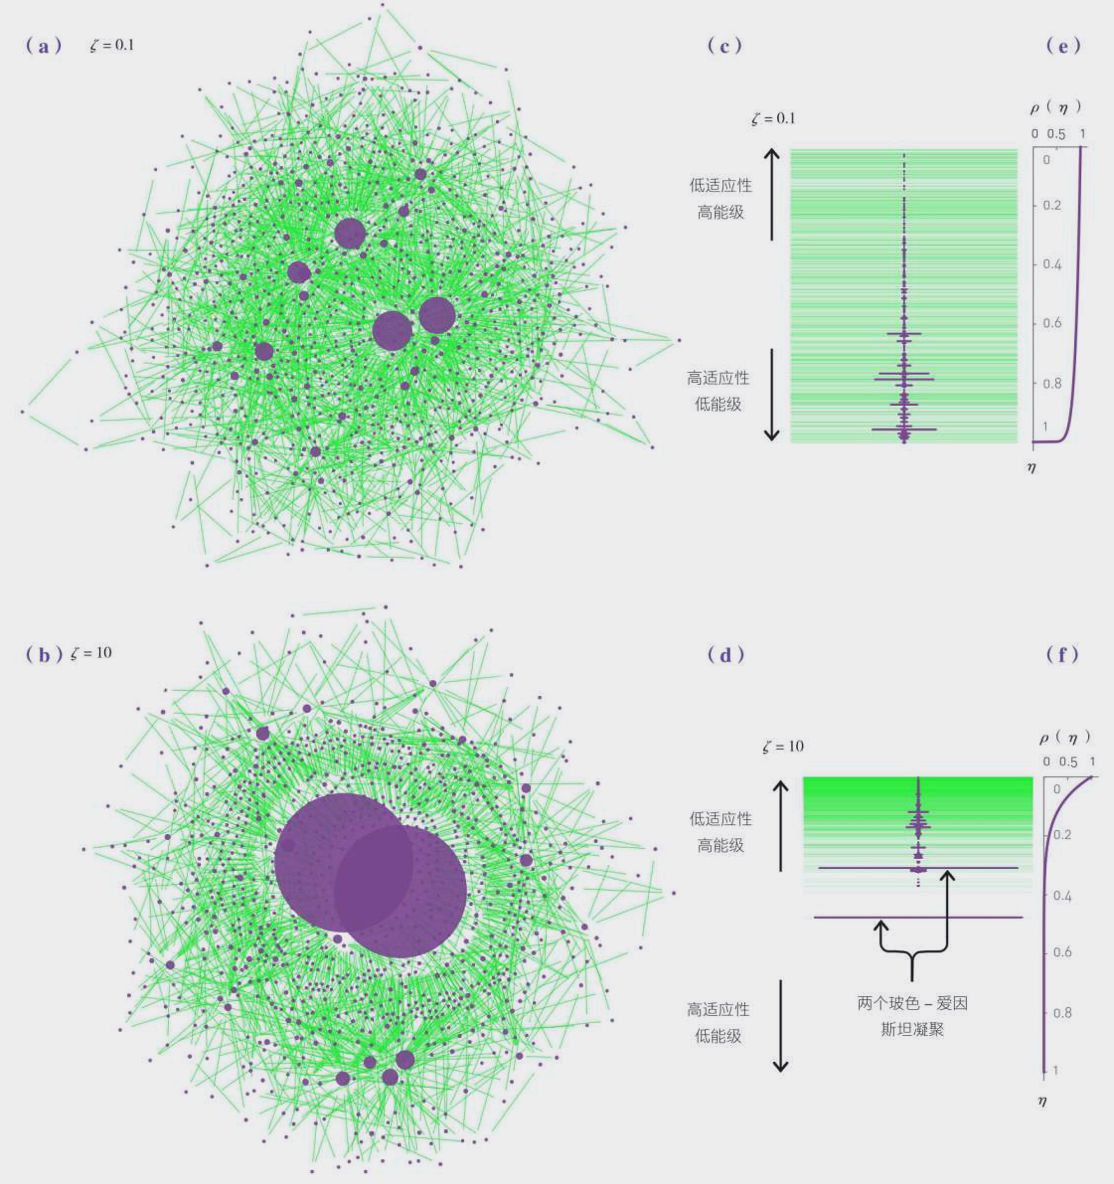 (a) ζ = 0.1
(c)
(e)
ζ = 0.1
ρ ( η )
0 0.5 1
0
0.2
0.4
0.6
0.8
1
η
低适应性
高能级
高适应性
低能级
(b) ζ = 10
(d)
(f)
ζ = 10
ρ ( η )
0 0.5 1
0
0.2
0.4
0.6
0.8
1
η
低适应性
高能级
两个玻色 – 爱因
斯坦凝聚
高适应性
低能级